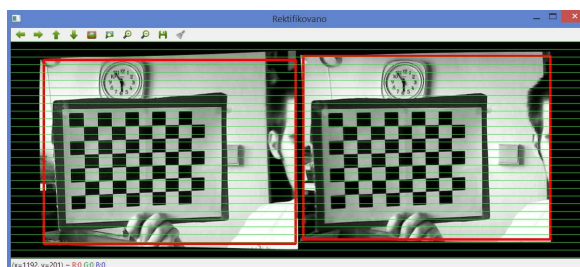 Rektifikovano
(x=1192, y=201) ~ R:0 G:0 B:0